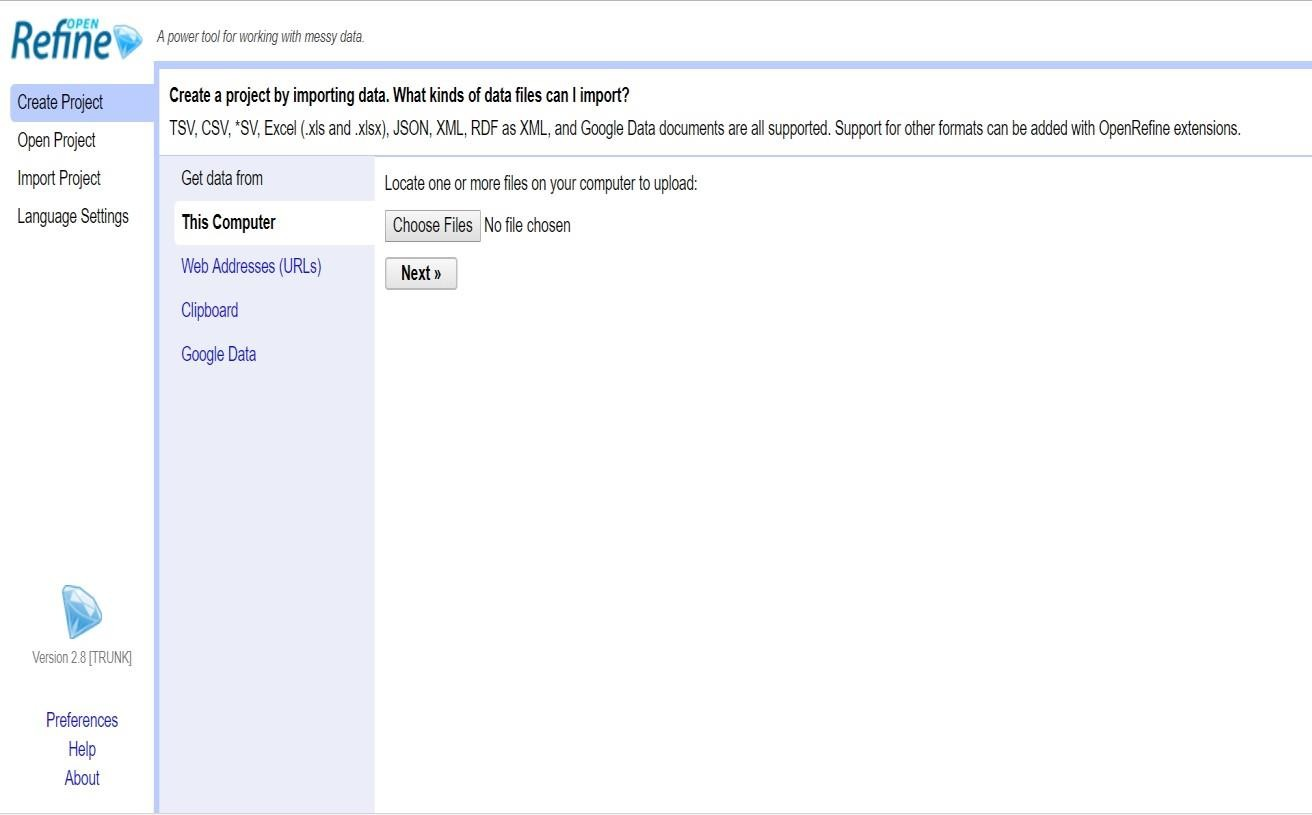 OPEN
Refine
A power tool for working with messy data.
Create Project
Open Project
Import Project
Language Settings
Version 2.8 [TRUNK]
Preferences
Help
About
Create a project by importing data. What kinds of data files can I import?
TSV, CSV, *SV, Excel (.xls and .xlsx), JSON, XML, RDF as XML, and Google Data documents are all supported. Support for other formats can be added with OpenRefine extensions.
Get data from
This Computer
Web Addresses (URLs)
Clipboard
Google Data
Locate one or more files on your computer to upload:
Choose Files No file chosen
Next »